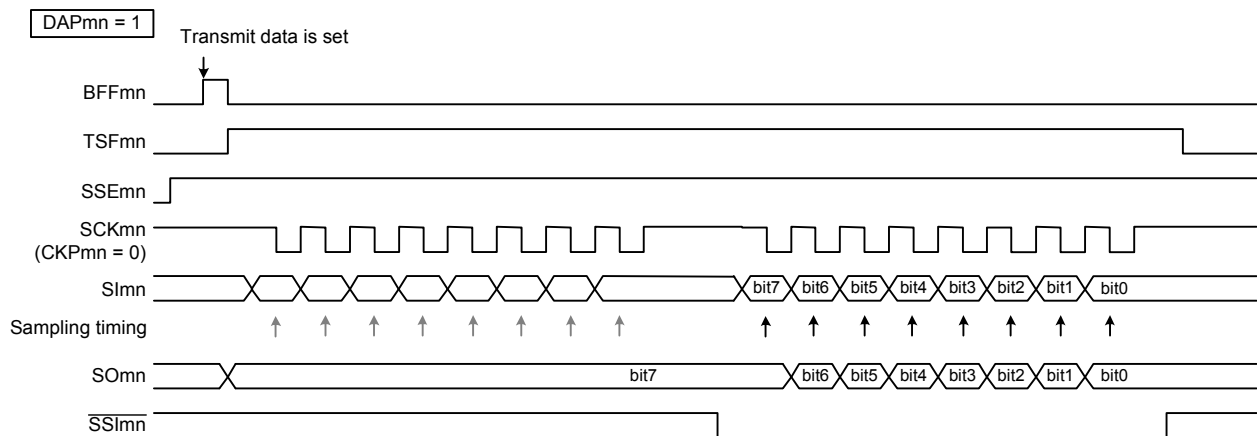 DAPmn = 1
Transmit data is set
BFFmn
TSFmn
SSEmn
SCKmn
(CKPmn = 0)
SImn
bit7 bit6 bit5 bit4 bit3 bit2 bit1 bit0
Sampling timing
SOmn
bit7 bit6 bit5 bit4 bit3 bit2 bit1 bit0
SSImn